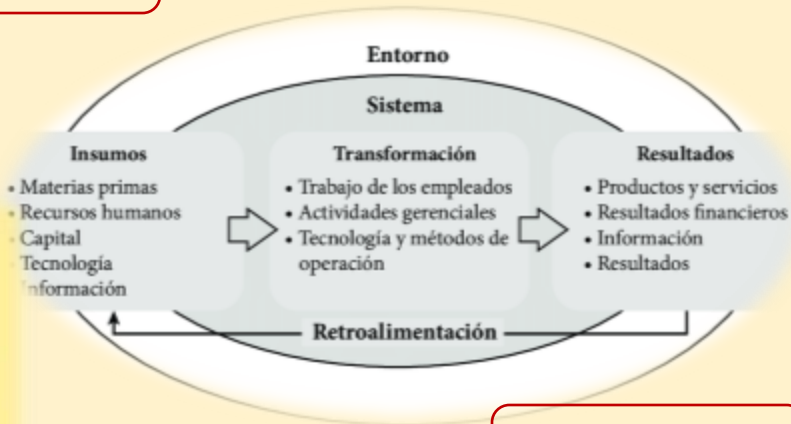 Entorno
Sistema
Insumos
• Materias primas
• Recursos humanos
• Capital
• Tecnología
Información
Transformación
• Trabajo de los empleados
• Actividades gerenciales
• Tecnología y métodos de
operación
Resultados
• Productos y servicios
• Resultados financieros
• Información
• Resultados
Retroalimentación